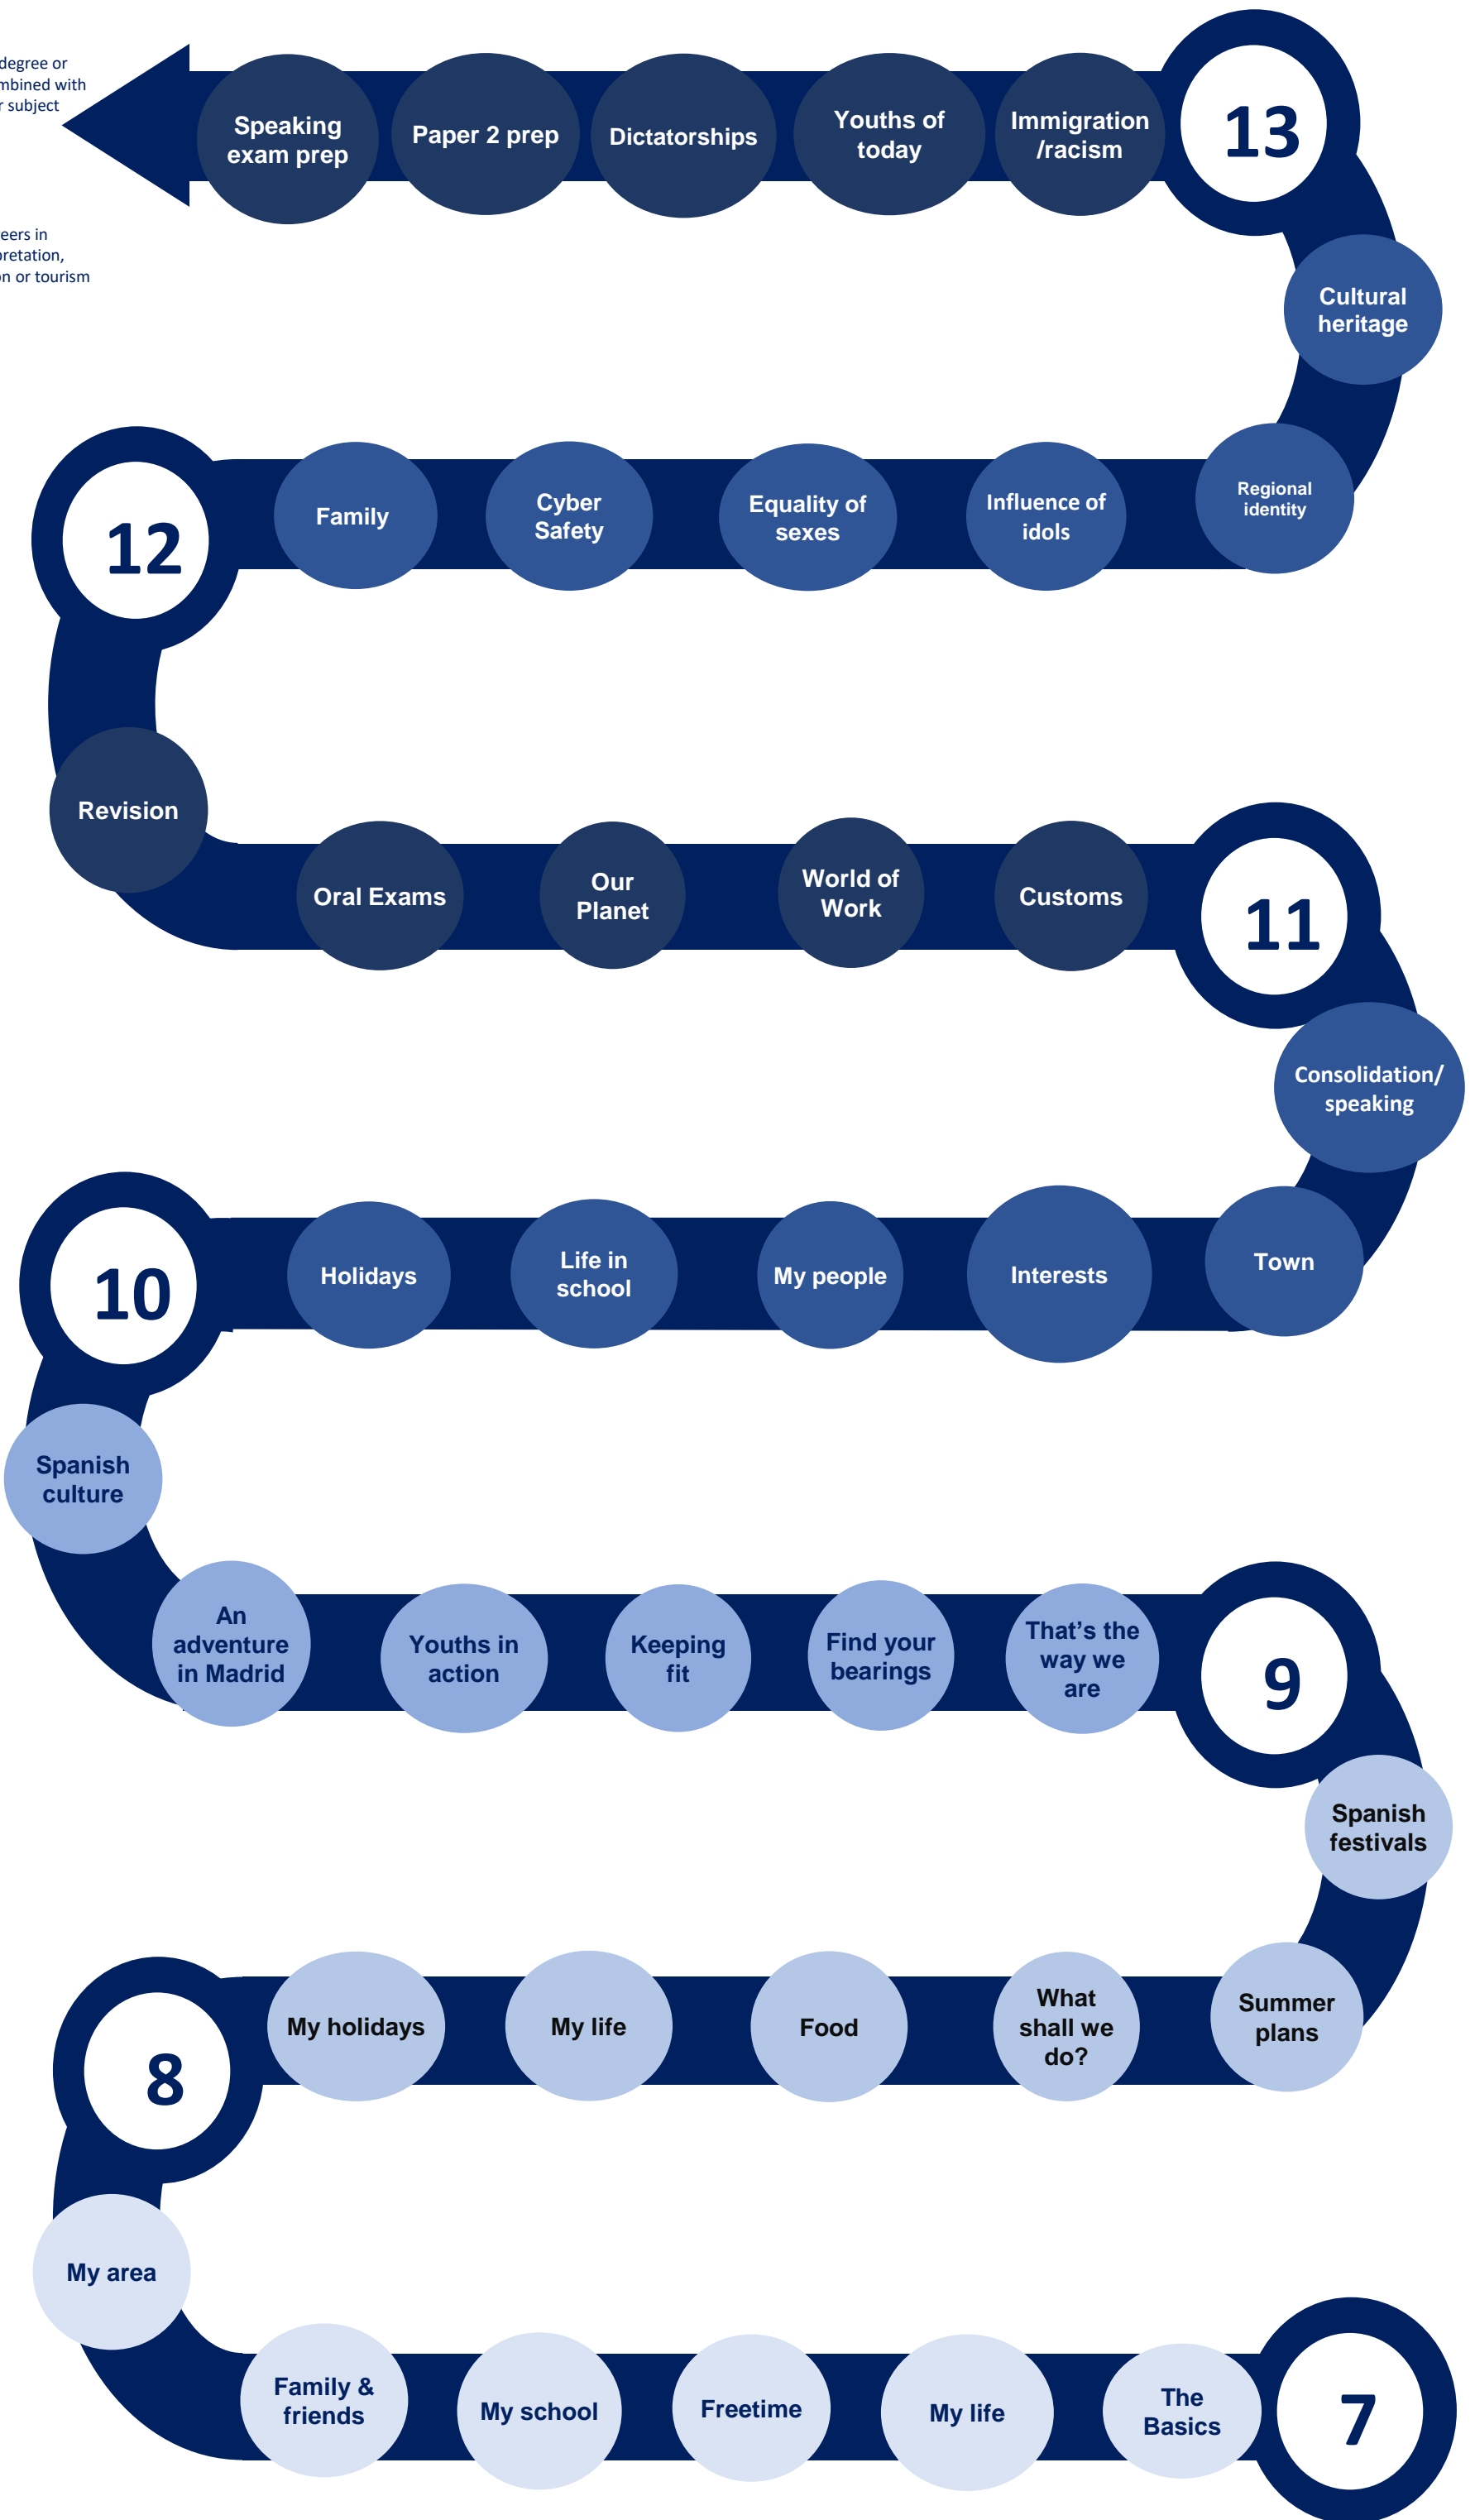 degree or
mbined with
r subject
eers in
pretation,
n or tourism
Speaking
exam prep
Paper 2 prep
Dictatorships
Youths of
today
Immigration
/racism
13
Cultural
heritage
12
Family
Cyber
Safety
Equality of
sexes
Influence of
idols
Regional
identity
Revision
Oral Exams
Our
Planet
World of
Work
Customs
11
Consolidation/
speaking
10
Holidays
Life in
school
My people
Interests
Town
Spanish
culture
An
adventure
in Madrid
Youths in
action
Keeping
fit
Find your
bearings
That's the
way we
are
9
Spanish
festivals
8
My holidays
My life
Food
What
shall we
do?
Summer
plans
My area
Family &
friends
My school
Freetime
My life
The
Basics
7